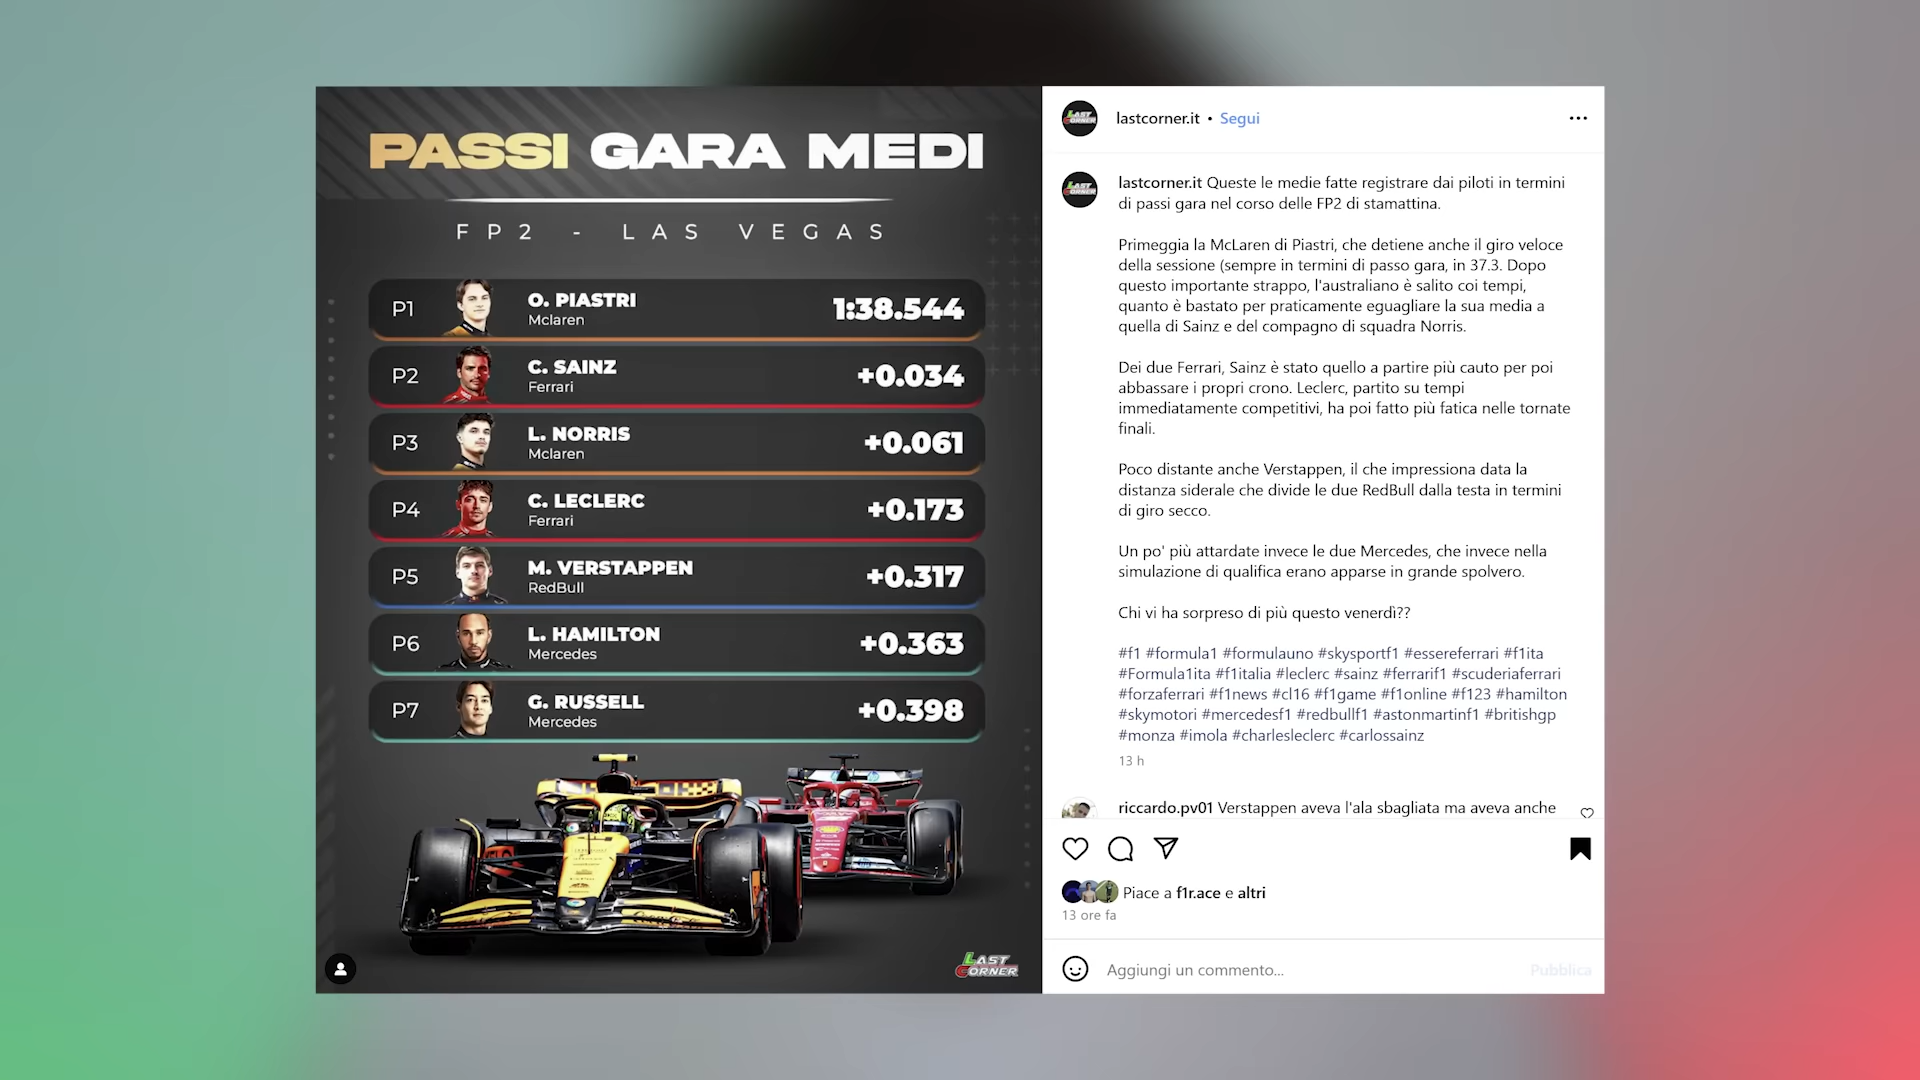 PASSI GARA MEDI
FP2 - LAS VEGAS
P1 O. PIASTRI 1:38.544
Mclaren
P2 C. SAINZ +0.034
Ferrari
P3 L. NORRIS +0.061
Mclaren
P4 C. LECLERC +0.173
Ferrari
P5 M. VERSTAPPEN +0.317
RedBull
P6 L. HAMILTON +0.363
Mercedes
P7 G. RUSSELL +0.398
Mercedes
LAST
CORNER
lastcorner.it • Segui
lastcorner.it Queste le medie fatte registrare dai piloti in termini
di passi gara nel corso delle FP2 di stamattina.
Primeggia la McLaren di Piastri, che detiene anche il giro veloce
della sessione (sempre in termini di passo gara, in 37.3. Dopo
questo importante strappo, l'australiano è salito coi tempi,
quanto è bastato per praticamente eguagliare la sua media a
quella di Sainz e del compagno di squadra Norris.
Dei due Ferrari, Sainz è stato quello a partire più cauto per poi
abbassare i propri crono. Leclerc, partito su tempi
immediatamente competitivi, ha poi fatto più fatica nelle tornate
finali.
Poco distante anche Verstappen, il che impressiona data la
distanza siderale che divide le due RedBull dalla testa in termini
di giro secco.
Un po' più attardate invece le due Mercedes, che invece nella
simulazione di qualifica erano apparse in grande spolvero.
Chi vi ha sorpreso di più questo venerdì??
#f1 #formula1 #formulauno #skysportf1 #essereferrari #f1ita
#Formula1ita #f1italia #leclerc #sainz #ferrarif1 #scuderiaferrari
#forzaferrari #f1news #cl16 #f1game #f1online #f123 #hamilton
#skymotori #mercedesf1 #redbullf1 #astonmartinf1 #britishgp
#monza #imola #charlesleclerc #carlossainz
13 h
riccardo.pv01 Verstappen aveva l'ala sbagliata ma aveva anche
Piace a f1r.ace e altri
13 ore fa
Aggiungi un commento... Pubblica